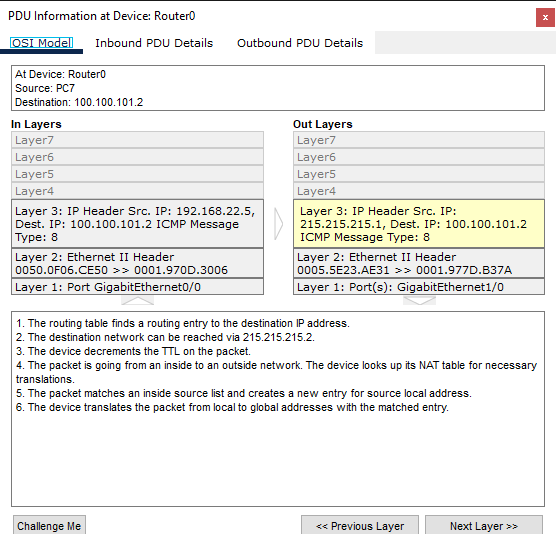 PDU Information at Device: Router0
x
OSI Model Inbound PDU Details Outbound PDU Details
At Device: Router0
Source: PC7
Destination: 100.100.101.2
In Layers
Layer7
Layer6
Layer5
Layer4
Layer 3: IP Header Src. IP: 192.168.22.5,
Dest. IP: 100.100.101.2 ICMP Message
Type: 8
Layer 2: Ethernet II Header
0050.0F06.CE50 >> 0001.970D.3006
Layer 1: Port GigabitEthernet0/0
Out Layers
Layer7
Layer6
Layer5
Layer4
Layer 3: IP Header Src. IP:
215.215.215.1, Dest. IP: 100.100.101.2
ICMP Message Type: 8
Layer 2: Ethernet II Header
0005.5E23.AE31 >> 0001.977D.B37A
Layer 1: Port(s): GigabitEthernet1/0
1. The routing table finds a routing entry to the destination IP address.
2. The destination network can be reached via 215.215.215.2.
3. The device decrements the TTL on the packet.
4. The packet is going from an inside to an outside network. The device looks up its NAT table for necessary
translations.
5. The packet matches an inside source list and creates a new entry for source local address.
6. The device translates the packet from local to global addresses with the matched entry.
Challenge Me
<< Previous Layer
Next Layer >>